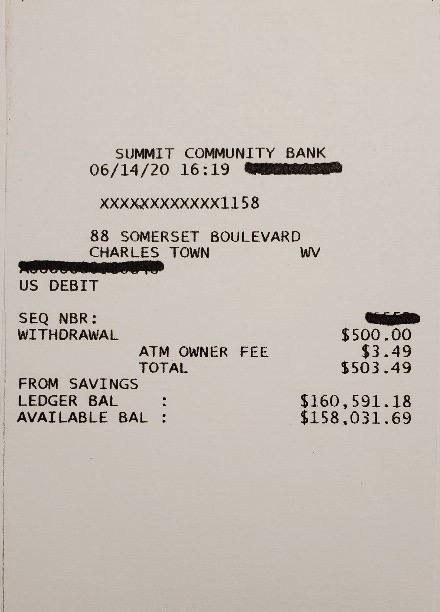 SUMMIT COMMUNITY BANK
06/14/20 16:19
XXXXXXXXXXXX1158
88 SOMERSET BOULEVARD
CHARLES TOWN WV
US DEBIT
SEQ NBR:
WITHDRAWAL $500.00
ATM OWNER FEE $3.49
TOTAL $503.49
FROM SAVINGS
LEDGER BAL : $160,591.18
AVAILABLE BAL : $158,031.69